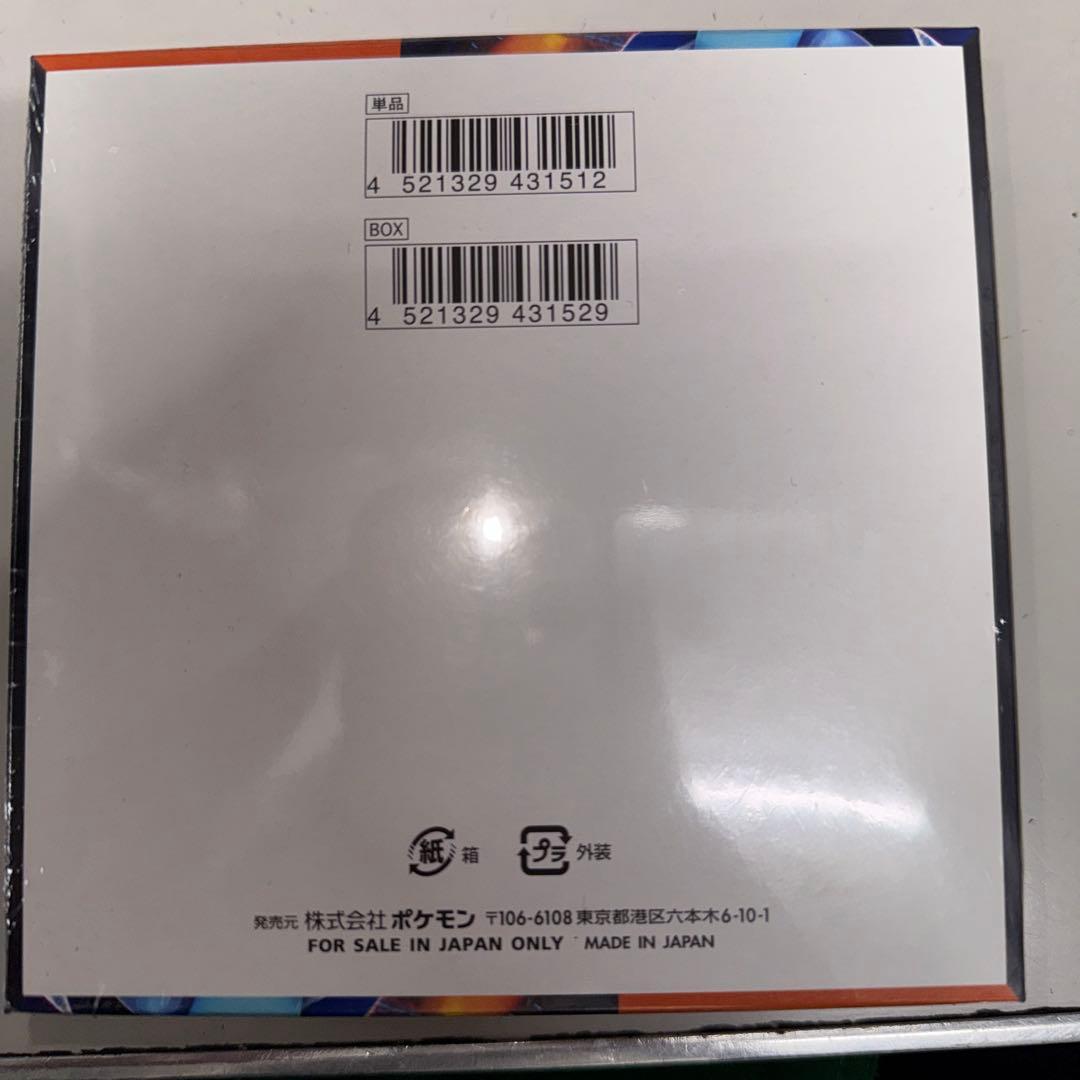 単品
4 521329 431512
BOX
4 521329 431529
紙 箱 プラ 外装
発売元 株式会社 ポケモン 〒106-6108 東京都港区六本木6-10-1
FOR SALE IN JAPAN ONLY MADE IN JAPAN